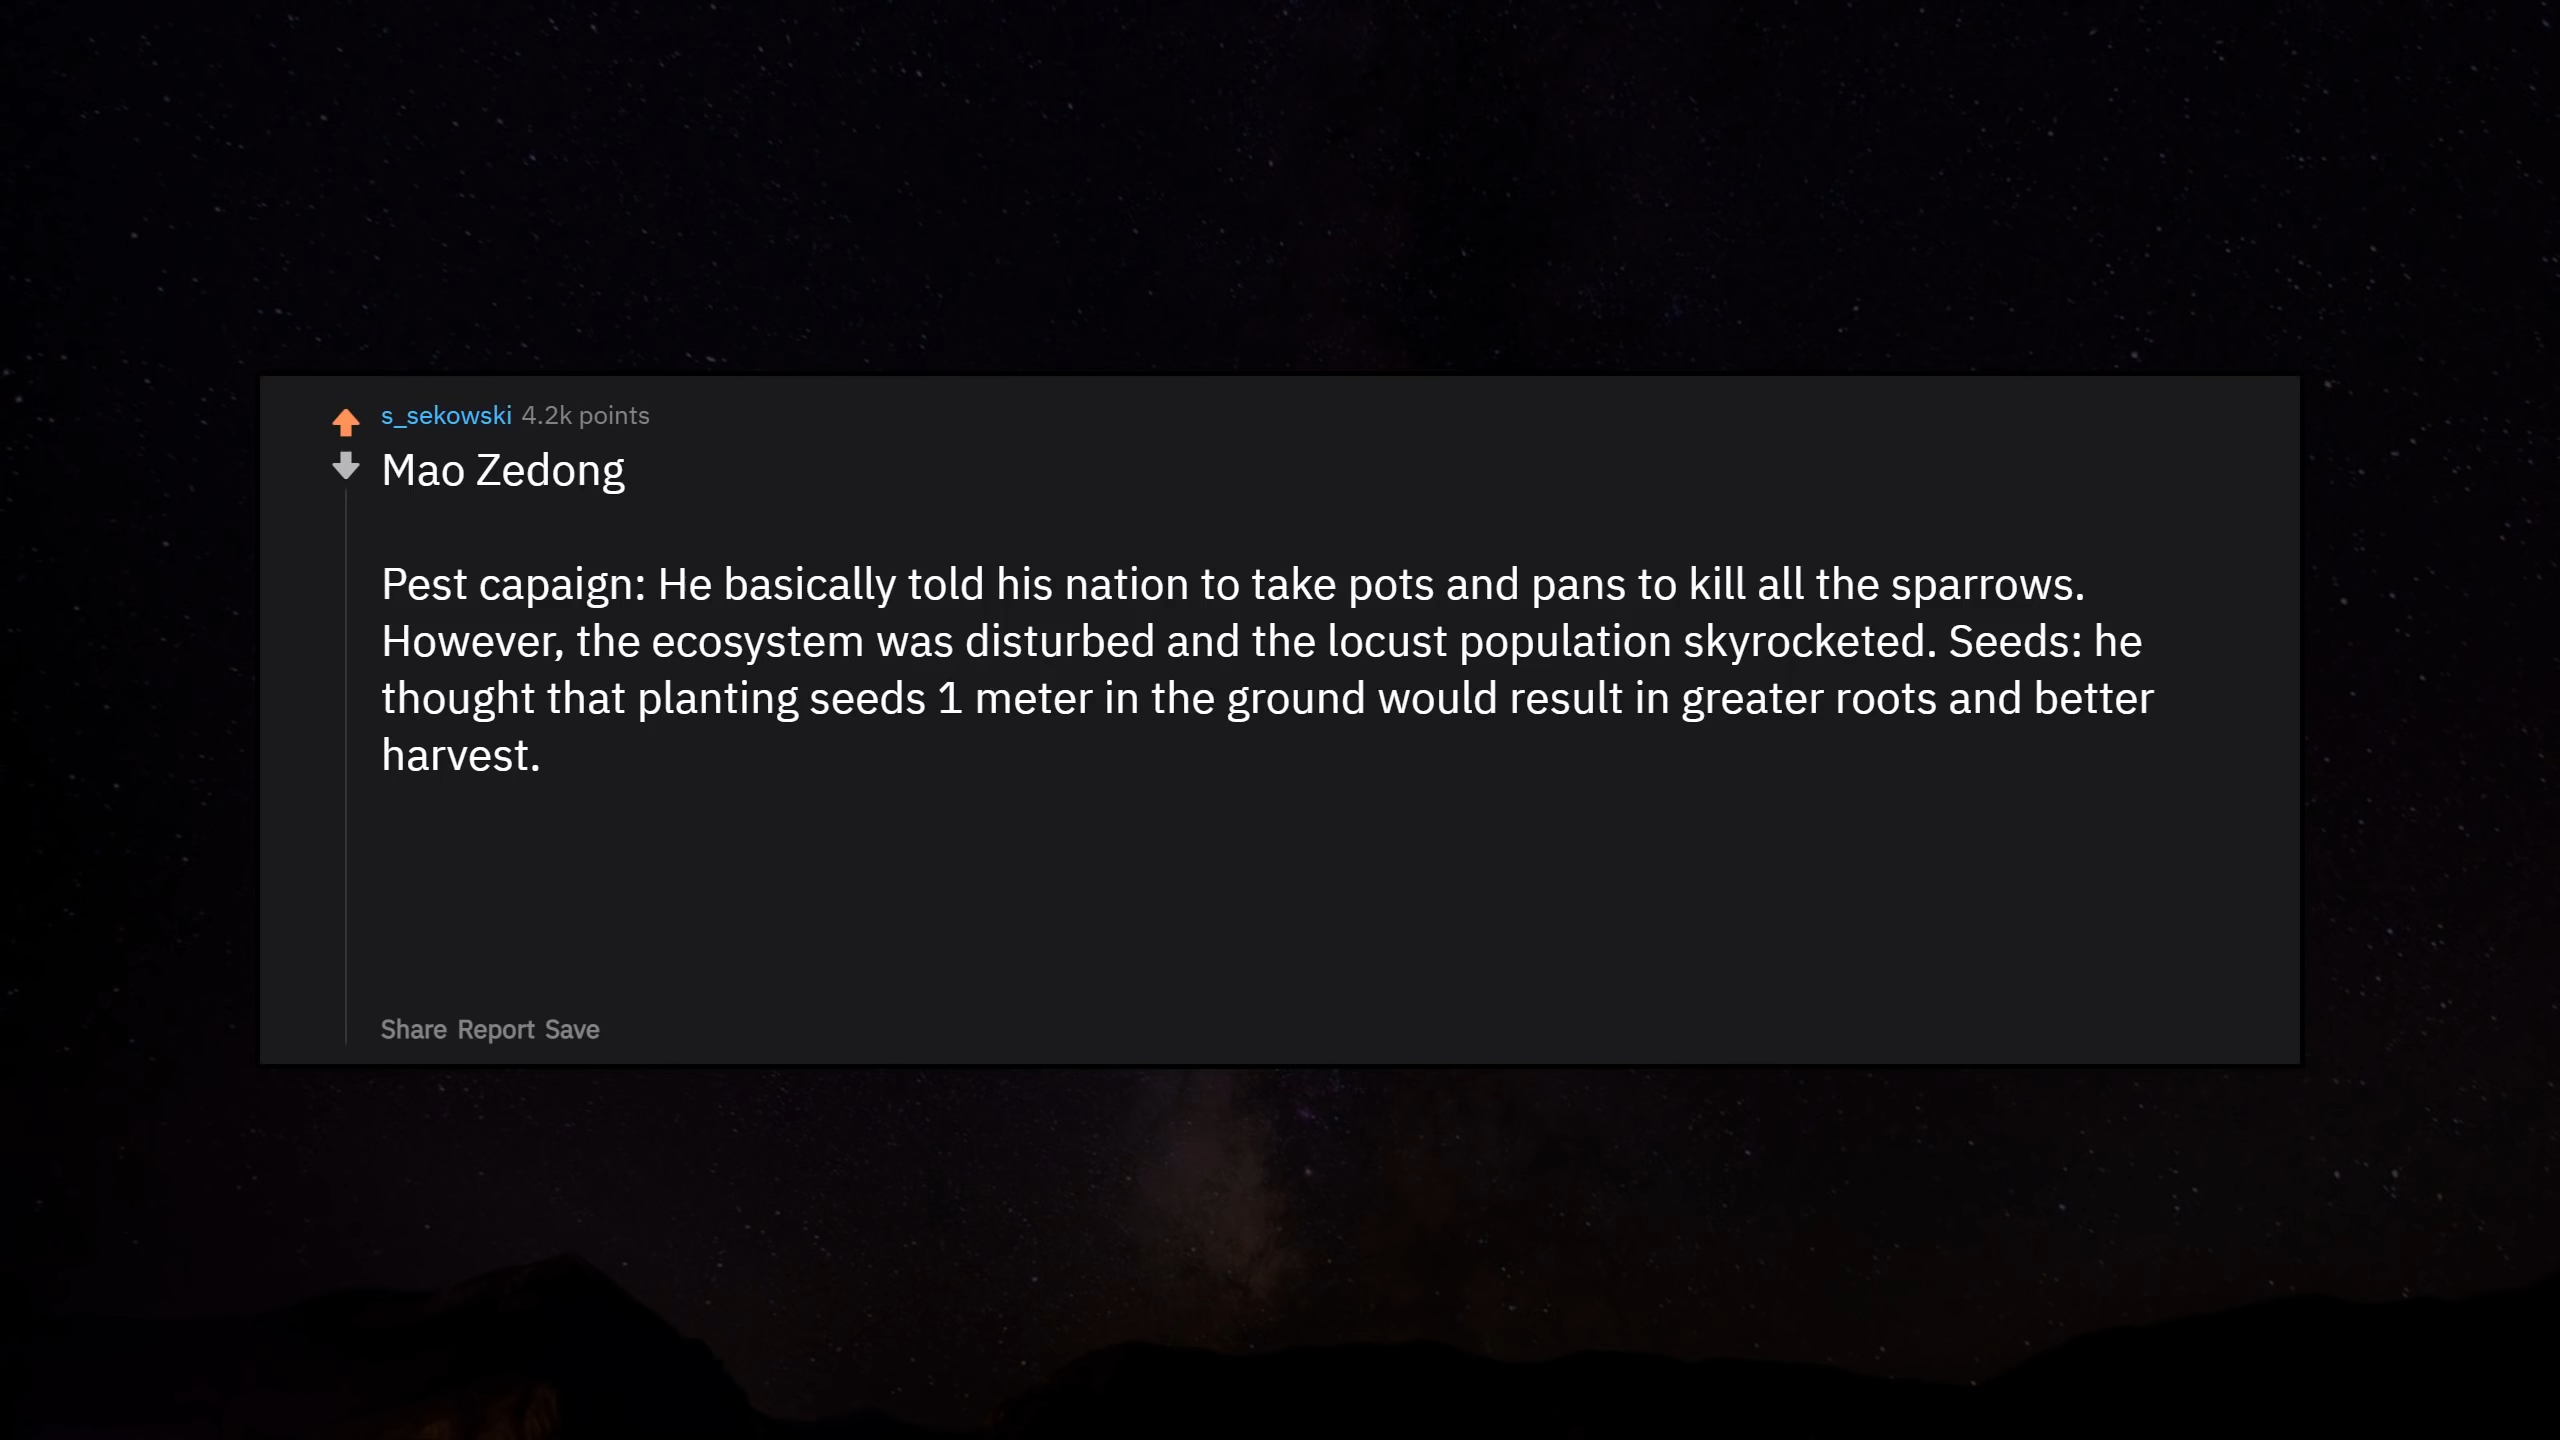 s_sekowski 4.2k points
Mao Zedong
Pest capaign: He basically told his nation to take pots and pans to kill all the sparrows.
However, the ecosystem was disturbed and the locust population skyrocketed. Seeds: he
thought that planting seeds 1 meter in the ground would result in greater roots and better
harvest.
Share Report Save